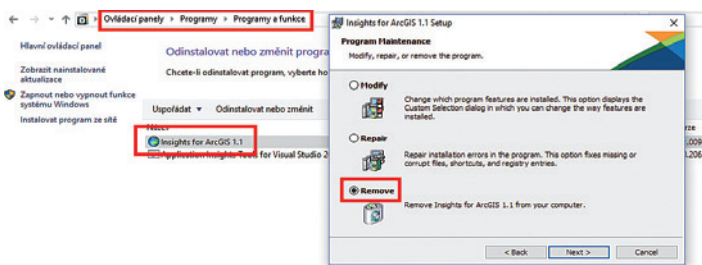 Ovládací panely > Programy > Programy a funkce
Hlavní ovládací panel
Zobrazit nainstalované
aktualizace
Zapnout nebo vypnout funkce
systému Windows
Instalovat program ze sítě
Odinstalovat nebo změnit progra
Chcete-li odinstalovat program, vyberte ho
Uspořádat Odinstalovat nebo změnit
Název
Insights for ArcGIS 1.1
Application Insights Tools for Visual Studio 2
rze
.009
.206
Insights for ArcGIS 1.1 Setup
Program Maintenance
Modify, repair, or remove the program.
Modify
Change which program features are installed. This option displays the
Custom Selection dialog in which you can change the way features are
installed.
Repair
Repair installation errors in the program. This option fixes missing or
corrupt files, shortcuts, and registry entries.
Remove
Remove Insights for ArcGIS 1.1 from your computer.
< Back Next > Cancel